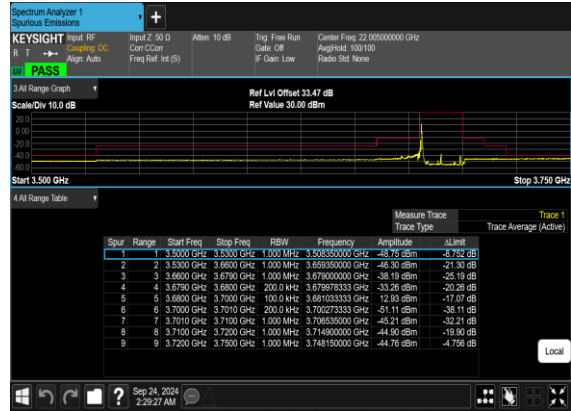 Spectrum Analyzer 1
Spurious Emissions
+
KEYSIGHT Input: RF Input Z: 50 Ω Atten: 10 dB Trig: Free Run Center Freq: 22.005000000 GHz
R T Coupling: DC Corr CCorr Gate: Off Avg|Hold: 100/100
Align: Auto Freq Ref: Int (S) IF Gain: Low Radio Std: None
PASS
3 All Range Graph
Ref Lvl Offset 33.47 dB
Scale/Div 10.0 dB Ref Value 30.00 dBm
20.0
0.00
-20.0
-40.0
-60.0
Start 3.500 GHz Stop 3.750 GHz
4 All Range Table
Measure Trace Trace 1
Trace Type Trace Average (Active)
Spur Range Start Freq Stop Freq RBW Frequency Amplitude ΔLimit
1 1 3.5000 GHz 3.5300 GHz 1.000 MHz 3.508350000 GHz -48.75 dBm -8.752 dB
2 2 3.5300 GHz 3.6600 GHz 1.000 MHz 3.659350000 GHz -46.30 dBm -21.30 dB
3 3 3.6600 GHz 3.6790 GHz 1.000 MHz 3.679000000 GHz -38.19 dBm -25.19 dB
4 4 3.6790 GHz 3.6800 GHz 200.0 kHz 3.679978333 GHz -33.26 dBm -20.26 dB
5 5 3.6800 GHz 3.7000 GHz 100.0 kHz 3.681033333 GHz 12.93 dBm -17.07 dB
6 6 3.7000 GHz 3.7010 GHz 200.0 kHz 3.700273333 GHz -51.11 dBm -38.11 dB
7 7 3.7010 GHz 3.7100 GHz 1.000 MHz 3.706535000 GHz -45.21 dBm -32.21 dB
8 8 3.7100 GHz 3.7200 GHz 1.000 MHz 3.714900000 GHz -44.90 dBm -19.90 dB
9 9 3.7200 GHz 3.7500 GHz 1.000 MHz 3.748150000 GHz -44.76 dBm -4.756 dB
Local
? Sep 24, 2024
2:29:27 AM